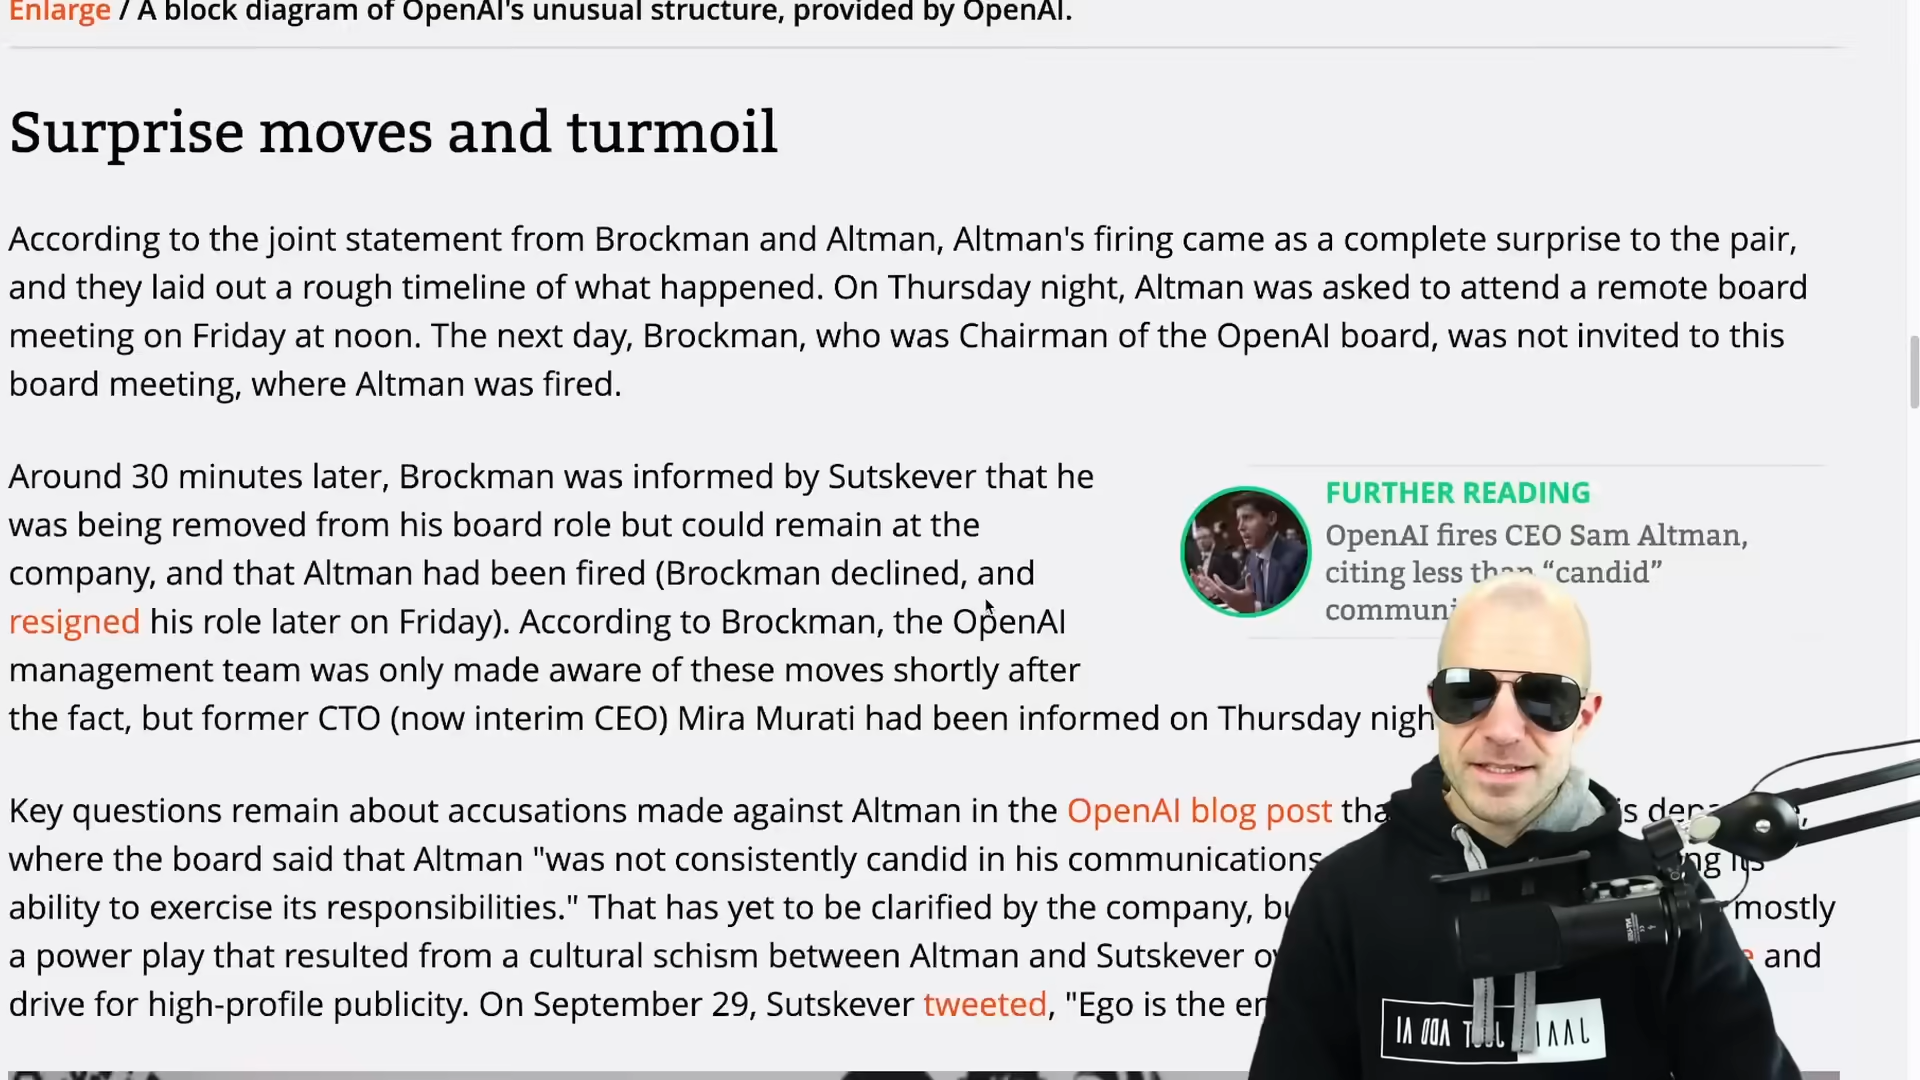 Enlarge / A block diagram of OpenAI's unusual structure, provided by OpenAI.
Surprise moves and turmoil
According to the joint statement from Brockman and Altman, Altman's firing came as a complete surprise to the pair,
and they laid out a rough timeline of what happened. On Thursday night, Altman was asked to attend a remote board
meeting on Friday at noon. The next day, Brockman, who was Chairman of the OpenAI board, was not invited to this
board meeting, where Altman was fired.
Around 30 minutes later, Brockman was informed by Sutskever that he
was being removed from his board role but could remain at the
company, and that Altman had been fired (Brockman declined, and
resigned his role later on Friday). According to Brockman, the OpenAI
management team was only made aware of these moves shortly after
the fact, but former CTO (now interim CEO) Mira Murati had been informed on Thursday nigh
FURTHER READING
OpenAI fires CEO Sam Altman,
citing less than “candid”
communi
Key questions remain about accusations made against Altman in the OpenAI blog post tha
where the board said that Altman "was not consistently candid in his communications
ability to exercise its responsibilities." That has yet to be clarified by the company, mostly
a power play that resulted from a cultural schism between Altman and Sutskever and
drive for high-profile publicity. On September 29, Sutskever tweeted, "Ego is the